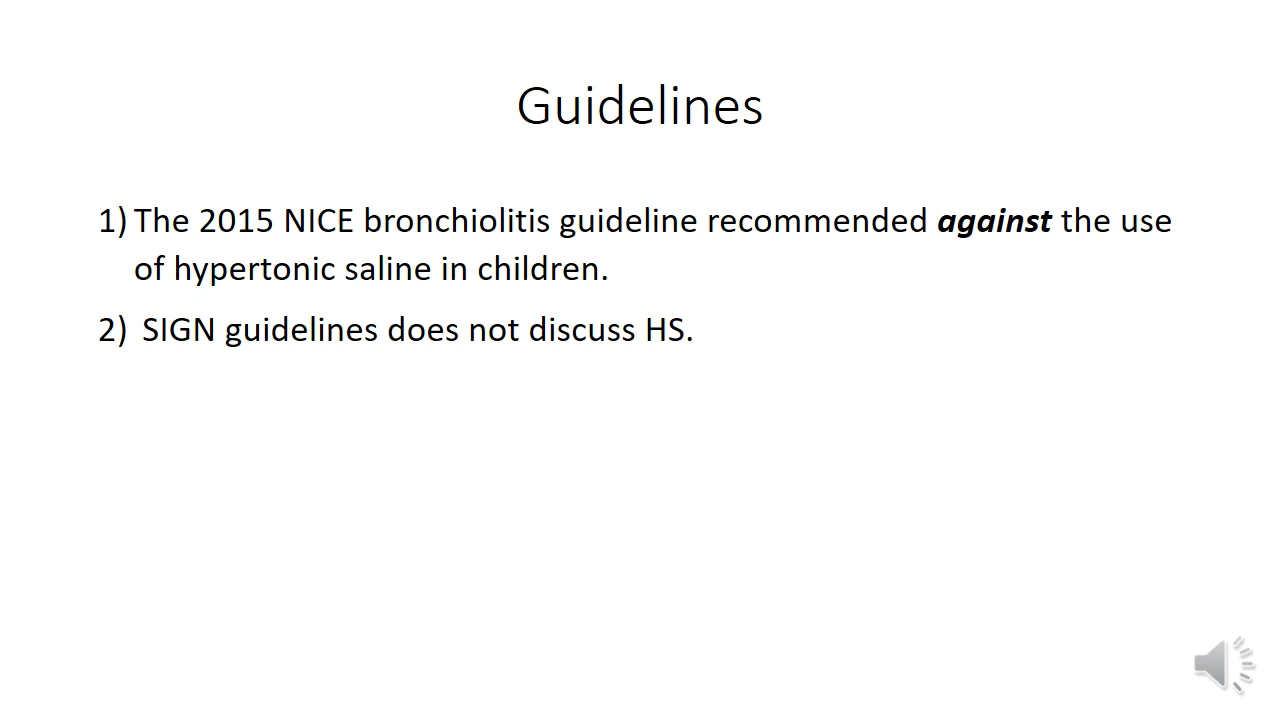 Guidelines
1) The 2015 NICE bronchiolitis guideline recommended against the use
of hypertonic saline in children.
2) SIGN guidelines does not discuss HS.